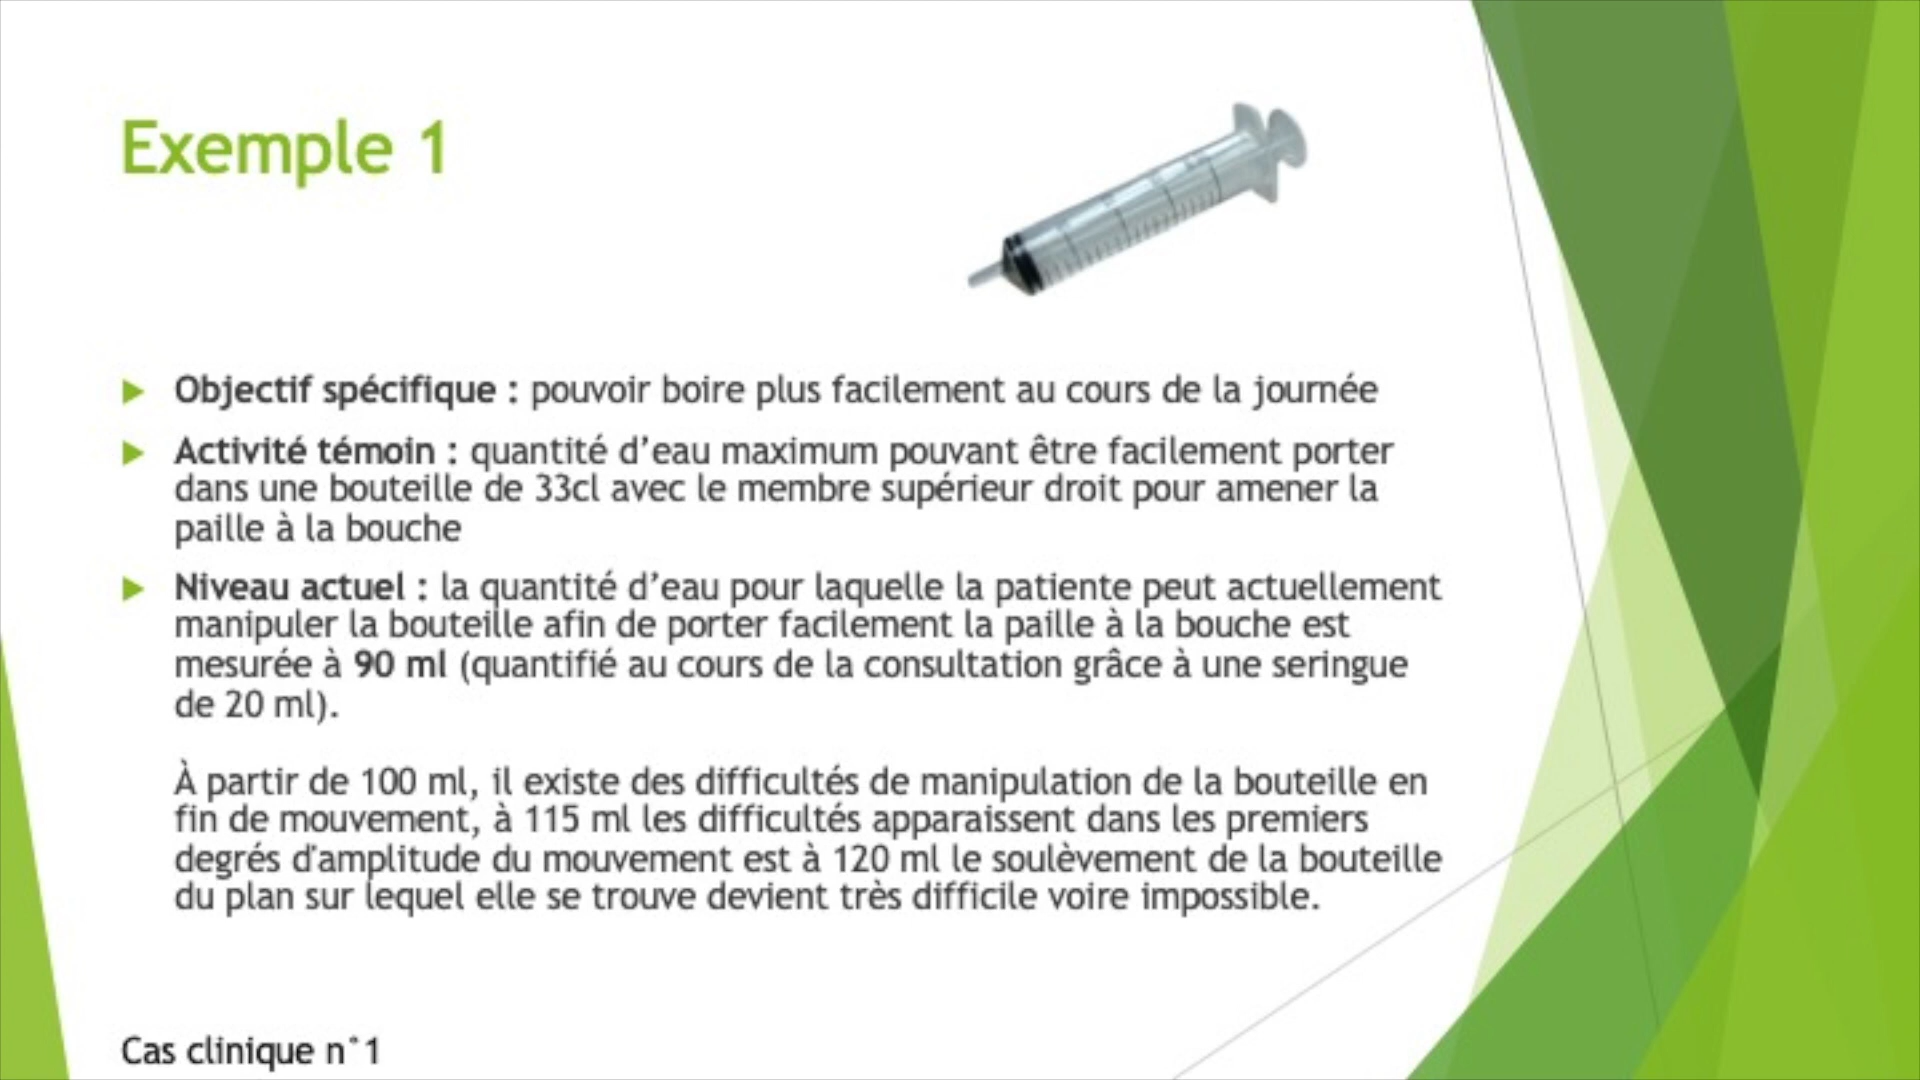 Exemple 1
Objectif spécifique : pouvoir boire plus facilement au cours de la journée
Activité témoin : quantité d’eau maximum pouvant être facilement porter
dans une bouteille de 33cl avec le membre supérieur droit pour amener la
paille à la bouche
Niveau actuel : la quantité d’eau pour laquelle la patiente peut actuellement
manipuler la bouteille afin de porter facilement la paille à la bouche est
mesurée à 90 ml (quantifié au cours de la consultation grâce à une seringue
de 20 ml).
À partir de 100 ml, il existe des difficultés de manipulation de la bouteille en
fin de mouvement, à 115 ml les difficultés apparaissent dans les premiers
degrés d'amplitude du mouvement est à 120 ml le soulèvement de la bouteille
du plan sur lequel elle se trouve devient très difficile voire impossible.
Cas clinique n°1